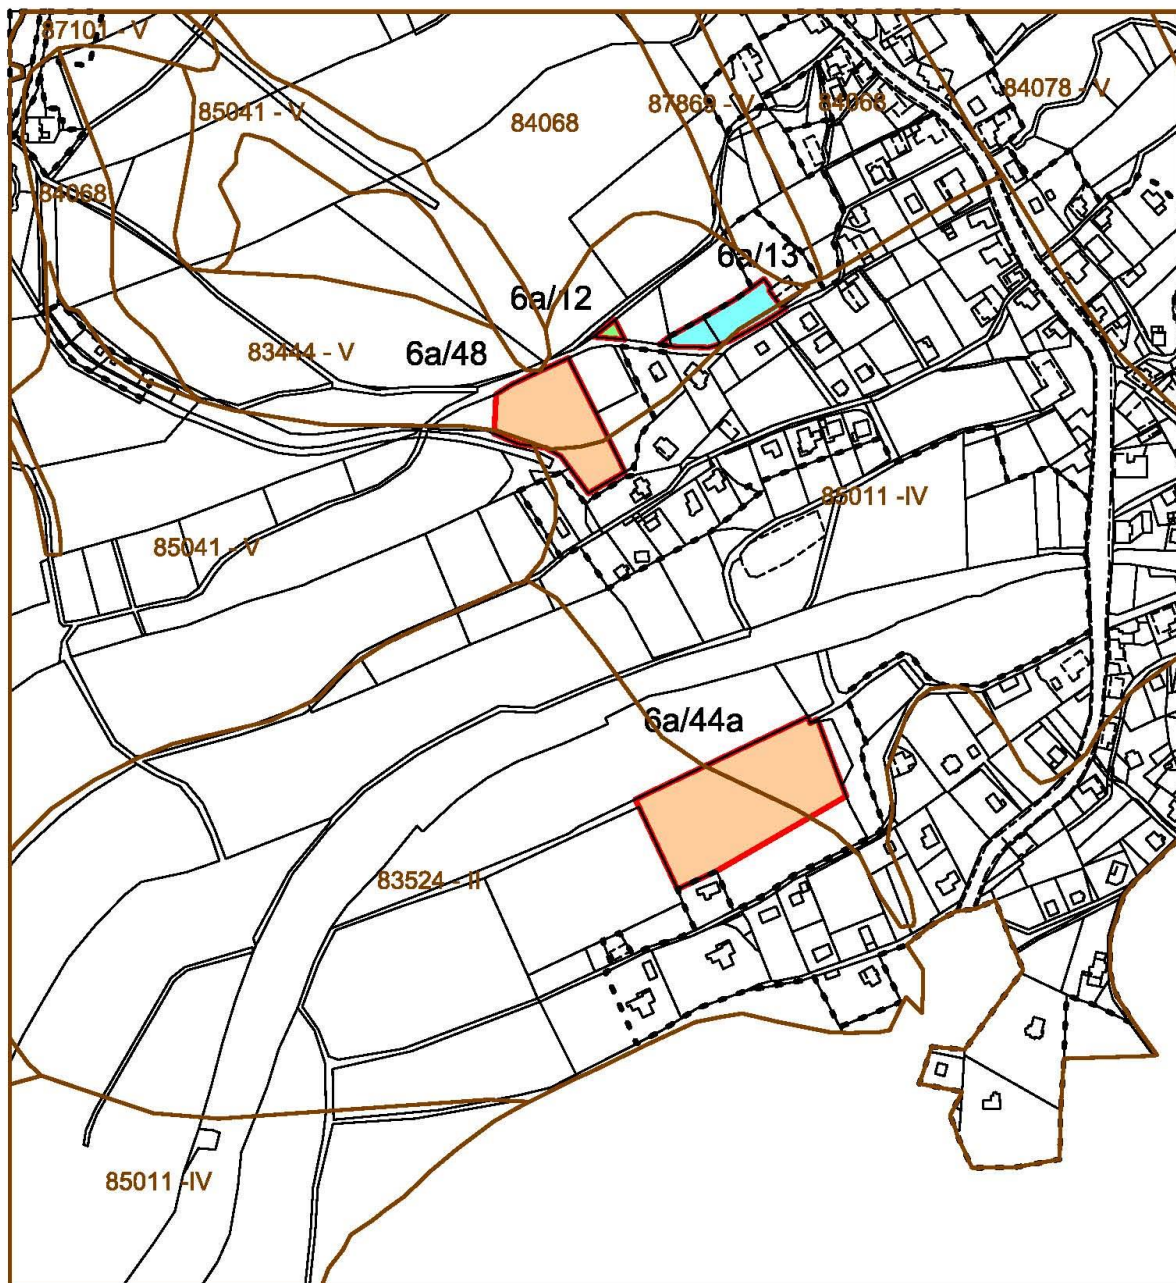 87101 - V
84078 - V
85041 - V
87869 - V
84068
84068
84068
6a/13
6a/12
6a/48
83444 - V
85011 -IV
85041 - V
6a/44a
83524 - II
85011 -IV